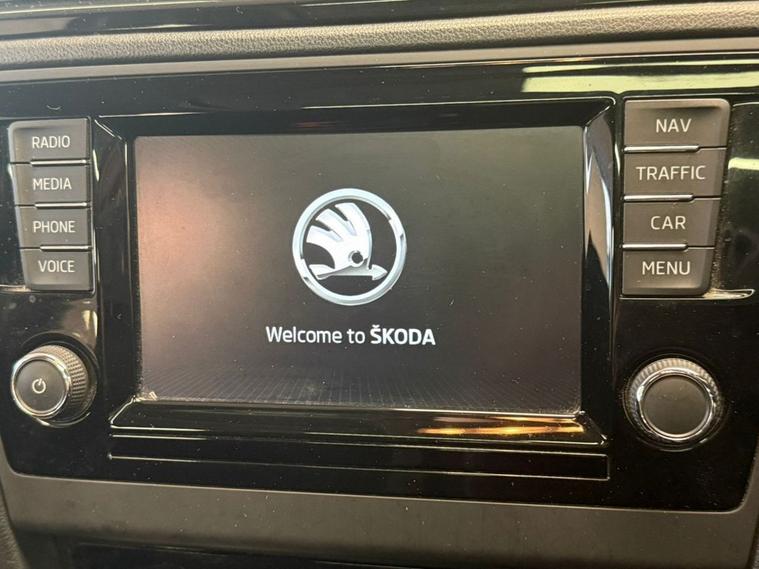 RADIO
MEDIA
PHONE
VOICE
Welcome to ŠKODA
NAV
TRAFFIC
CAR
MENU